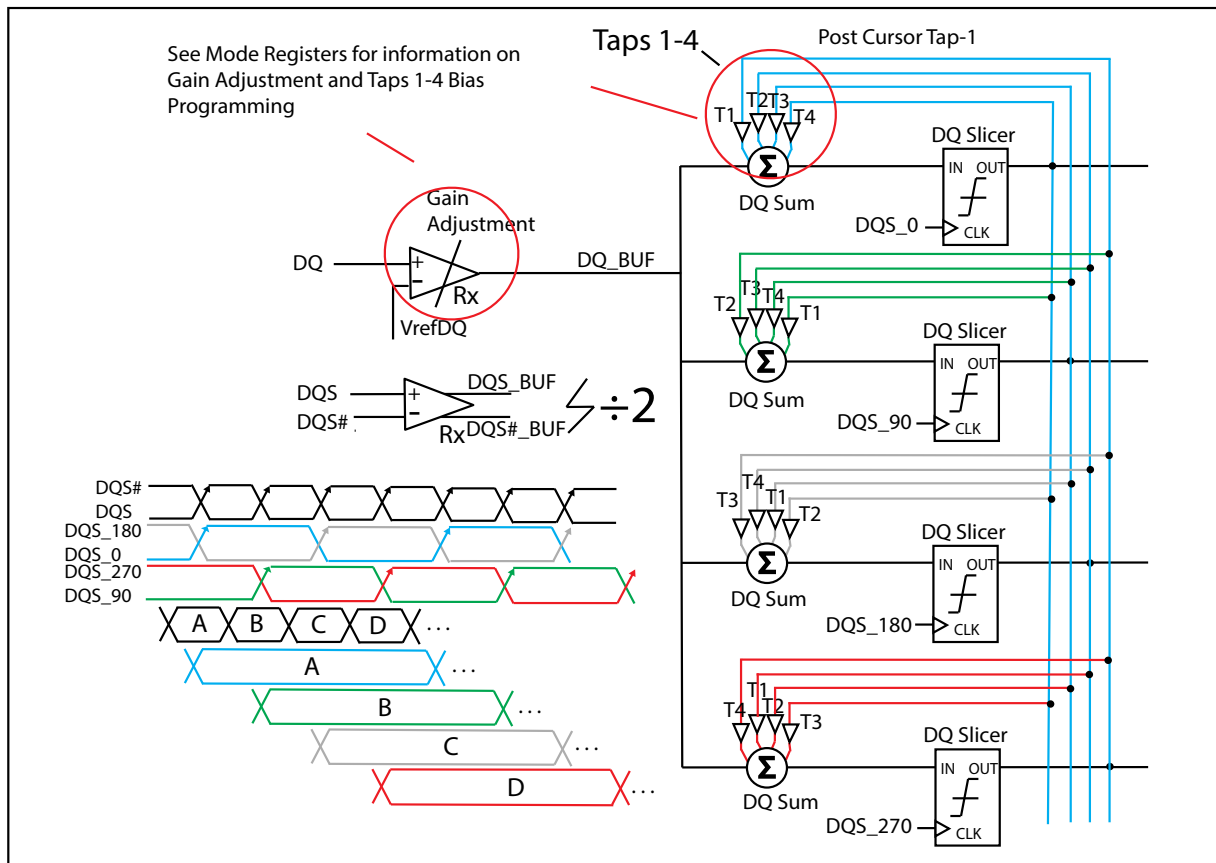 See Mode Registers for information on
Gain Adjustment and Taps 1-4 Bias
Programming
Taps 1-4
Post Cursor Tap-1
T1
T2
T3
T4
Σ
DQ Sum
DQ Slicer
IN OUT
CLK
DQS_0
Gain
Adjustment
DQ
+
−
Rx
VrefDQ
DQ_BUF
T2
T3
T4
T1
Σ
DQ Sum
DQ Slicer
IN OUT
CLK
DQS_90
DQS
DQS#
+
−
Rx
DQS_BUF
DQS#_BUF
÷2
T3
T4
T1
T2
Σ
DQ Sum
DQ Slicer
IN OUT
CLK
DQS_180
DQS#
DQS
DQS_180
DQS_0
DQS_270
DQS_90
A B C D ...
A ...
B ...
C ...
D ...
T4
T1
T2
T3
Σ
DQ Sum
DQ Slicer
IN OUT
CLK
DQS_270